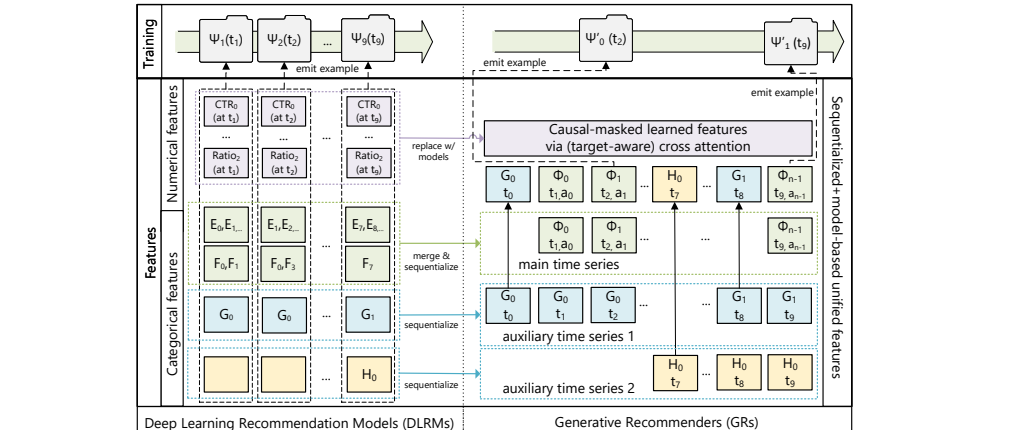 Training
Ψ₁(t₁)
Ψ₂(t₂)
...
Ψ₉(t₉)
emit example
Ψ'₀ (t₂)
Ψ'₁ (t₉)
emit example
Features
Numerical features
CTR₀
(at t₁)
CTR₀
(at t₂)
CTR₀
(at t₉)
...
...
...
...
Ratio₂
(at t₁)
Ratio₂
(at t₂)
Ratio₂
(at t₉)
replace w/
models
Causal-masked learned features
via (target-aware) cross attention
G₀
t₀
Φ₀
t₁,a₀
Φ₁
t₂, a₁
...
H₀
t₇
...
G₁
t₈
Φₙ₋₁
t₉, aₙ₋₁
Categorical features
E₀,E₁,...
E₁,E₂,...
...
E₇,E₈,...
F₀,F₁
F₀,F₃
F₇
merge &
sequentialize
Φ₀
t₁,a₀
Φ₁
t₂, a₁
...
...
Φₙ₋₁
t₉, aₙ₋₁
main time series
G₀
G₀
...
G₁
sequentialize
G₀
t₀
G₀
t₁
G₀
t₂
...
G₁
t₈
G₁
t₉
auxiliary time series 1
...
H₀
sequentialize
H₀
t₇
...
H₀
t₈
H₀
t₉
auxiliary time series 2
Sequentialized+model-based unified features
Deep Learning Recommendation Models (DLRMs)
Generative Recommenders (GRs)